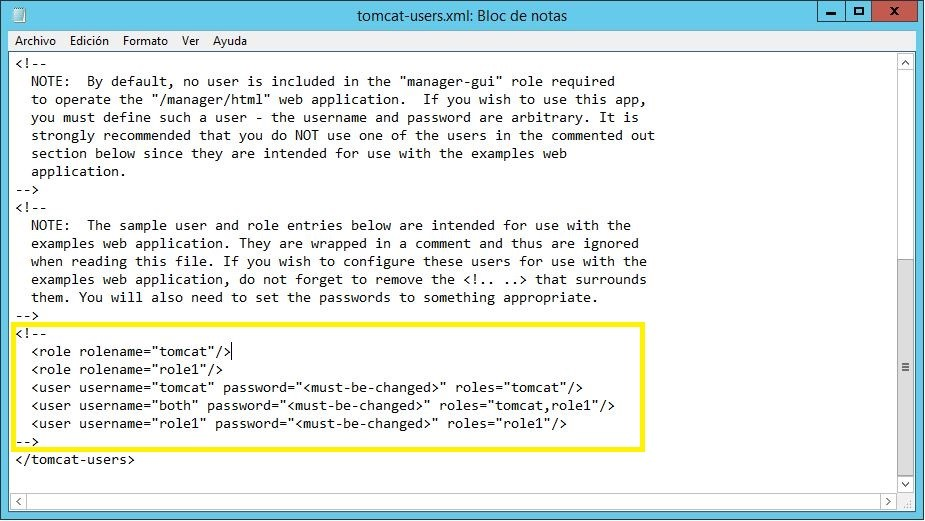 tomcat-users.xml: Bloc de notas
Archivo Edición Formato Ver Ayuda
<!--
NOTE: By default, no user is included in the "manager-gui" role required
to operate the "/manager/html" web application. If you wish to use this app,
you must define such a user - the username and password are arbitrary. It is
strongly recommended that you do NOT use one of the users in the commented out
section below since they are intended for use with the examples web
application.
-->
<!--
NOTE: The sample user and role entries below are intended for use with the
examples web application. They are wrapped in a comment and thus are ignored
when reading this file. If you wish to configure these users for use with the
examples web application, do not forget to remove the <!.. ..> that surrounds
them. You will also need to set the passwords to something appropriate.
-->
<!--
<role rolename="tomcat"/>
<role rolename="role1"/>
<user username="tomcat" password="<must-be-changed>" roles="tomcat"/>
<user username="both" password="<must-be-changed>" roles="tomcat,role1"/>
<user username="role1" password="<must-be-changed>" roles="role1"/>
-->
</tomcat-users>